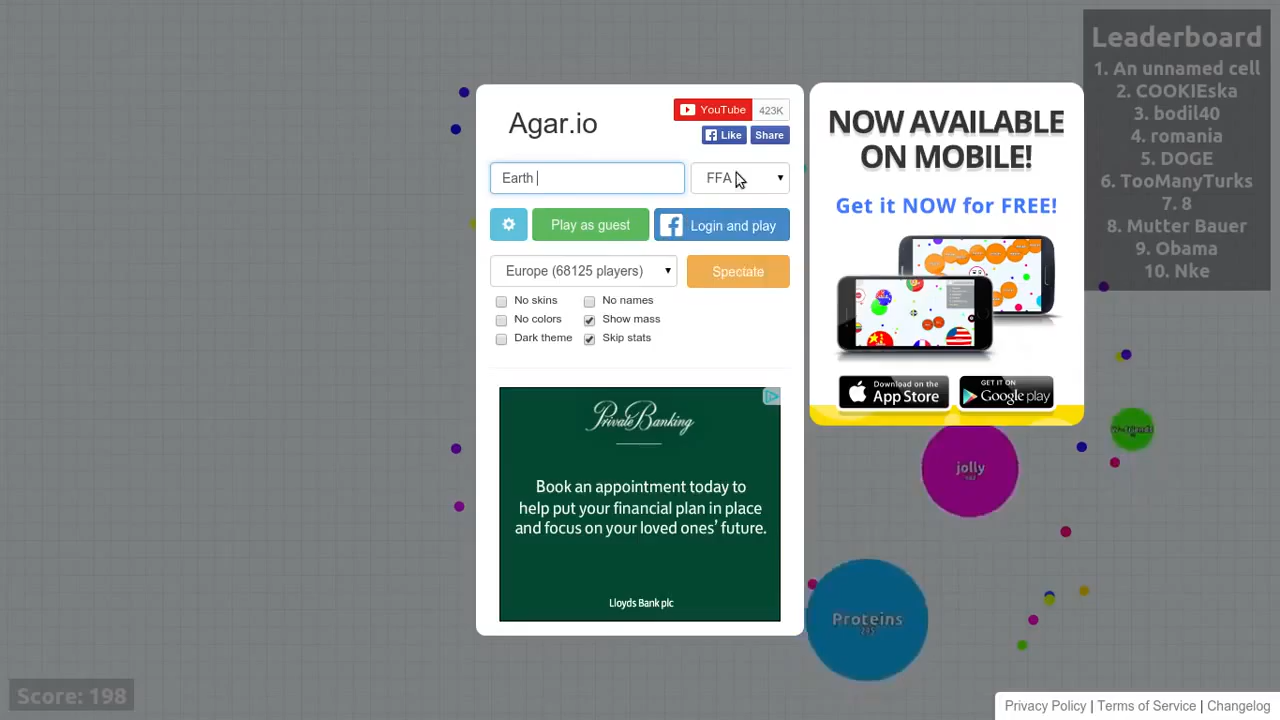 Agar.io
YouTube 423K
Like Share
Earth
FFA
Play as guest
Login and play
Europe (68125 players)
Spectate
No skins
No names
No colors
Show mass
Dark theme
Skip stats
Private Banking
Book an appointment today to
help put your financial plan in place
and focus on your loved ones' future.
Lloyds Bank plc
NOW AVAILABLE
ON MOBILE!
Get it NOW for FREE!
Download on the
App Store
GET IT ON
Google play
Leaderboard
1. An unnamed cell
2. COOKIEska
3. bodil40
4. romania
5. DOGE
6. TooManyTurks
7. 8
8. Mutter Bauer
9. Obama
10. Nke
jolly
Proteins
Score: 198
Privacy Policy | Terms of Service | Changelog